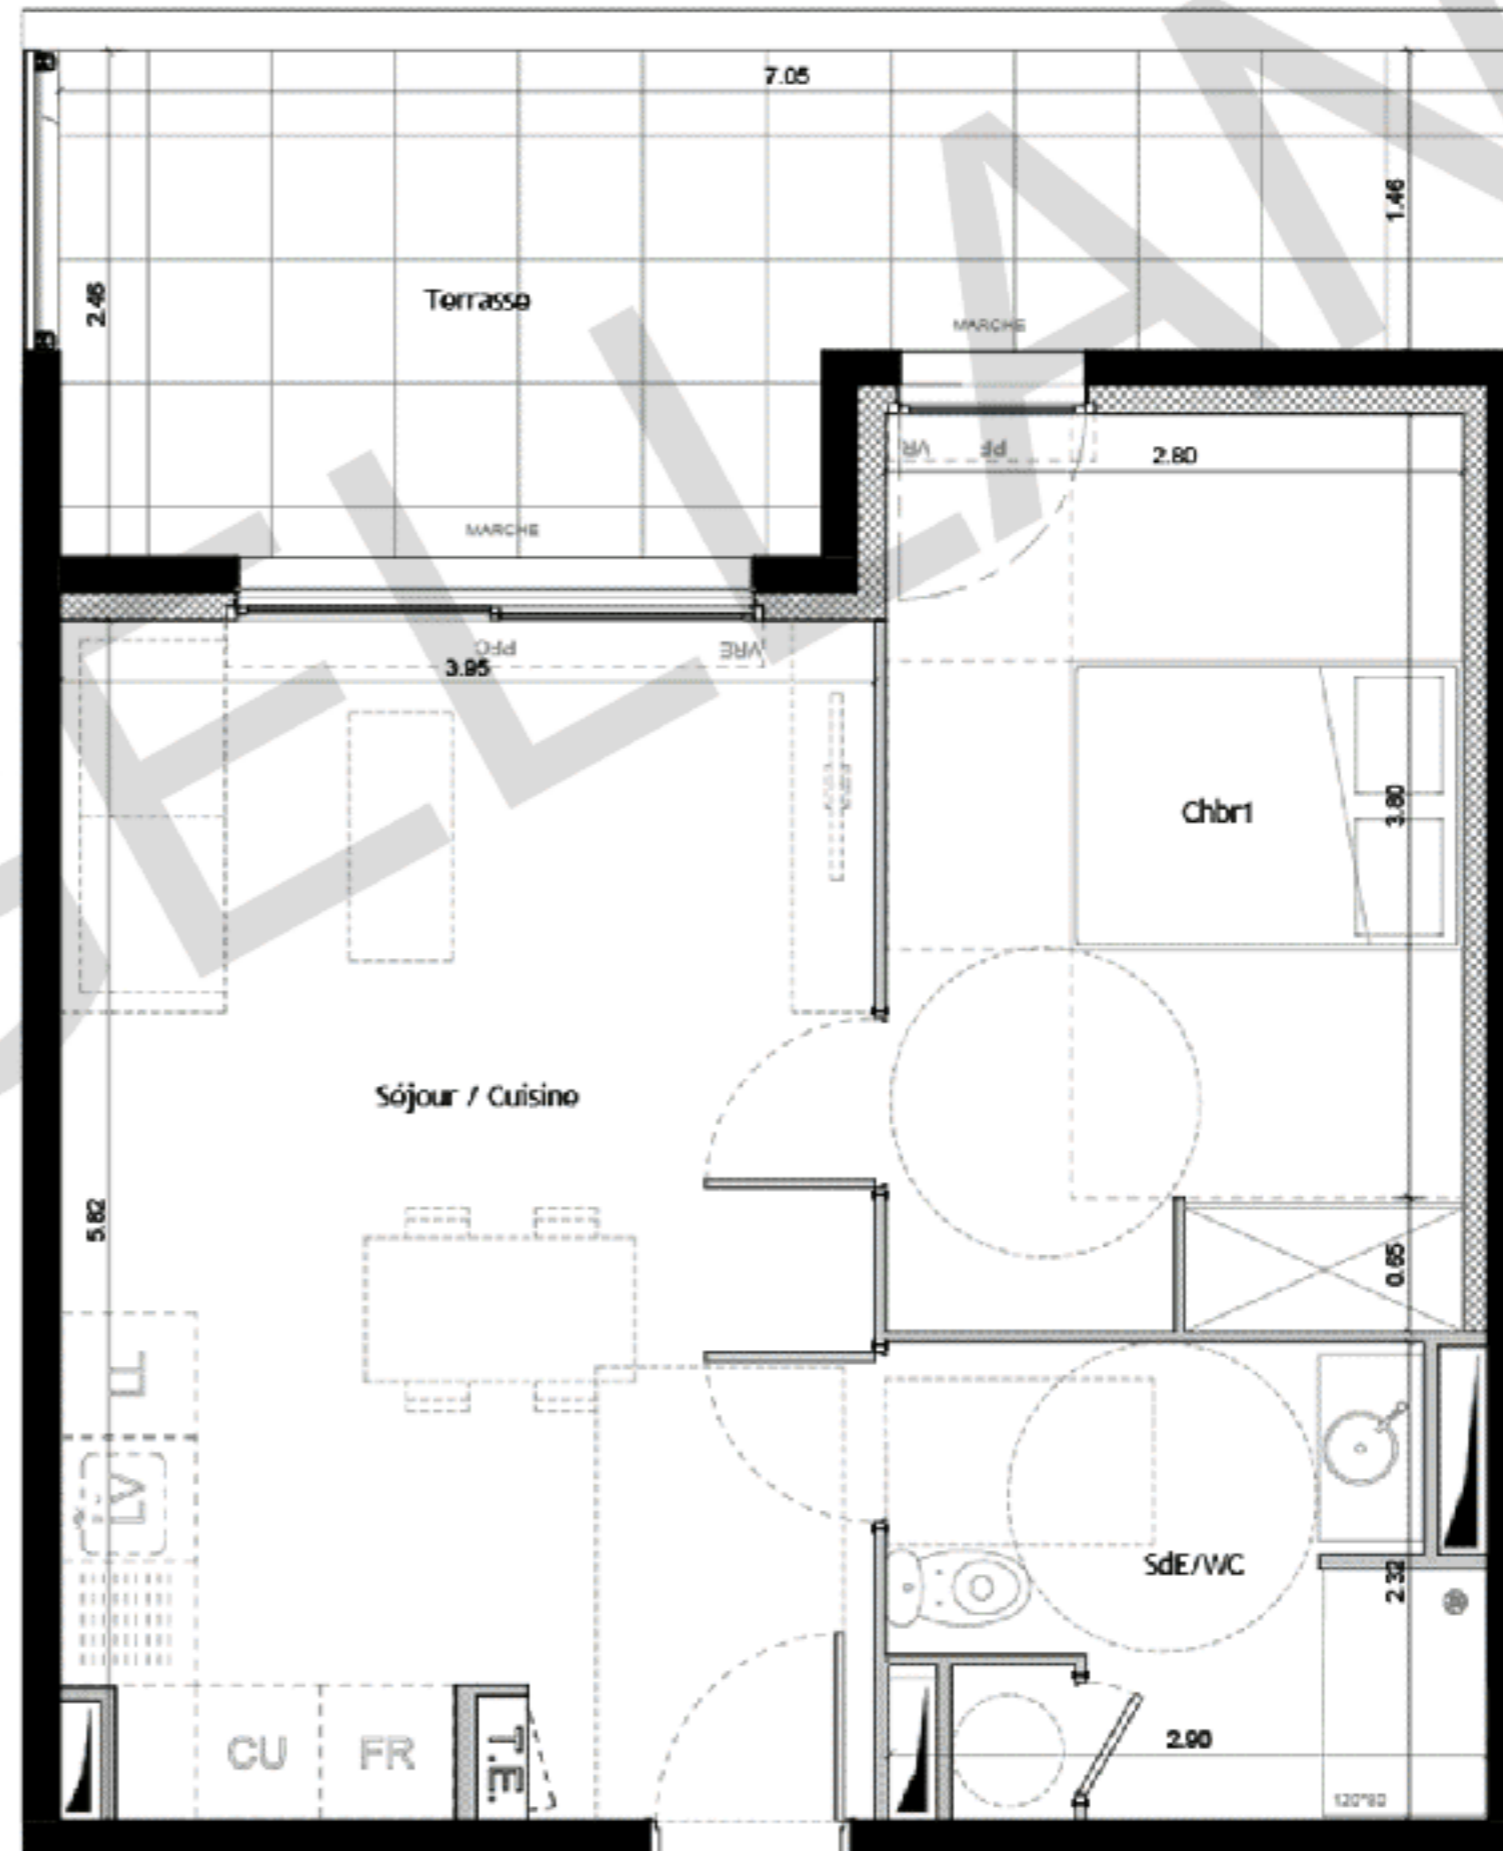 7.05
1.46
2.46
Terrasse
MARCHE
MARCHE
VR PF
2.80
PFC VRE
3.95
Chbr1
3.80
Séjour / Cuisine
5.82
0.65
LL
LV
SdE/WC
2.32
CU FR T.E.
2.90
120*80